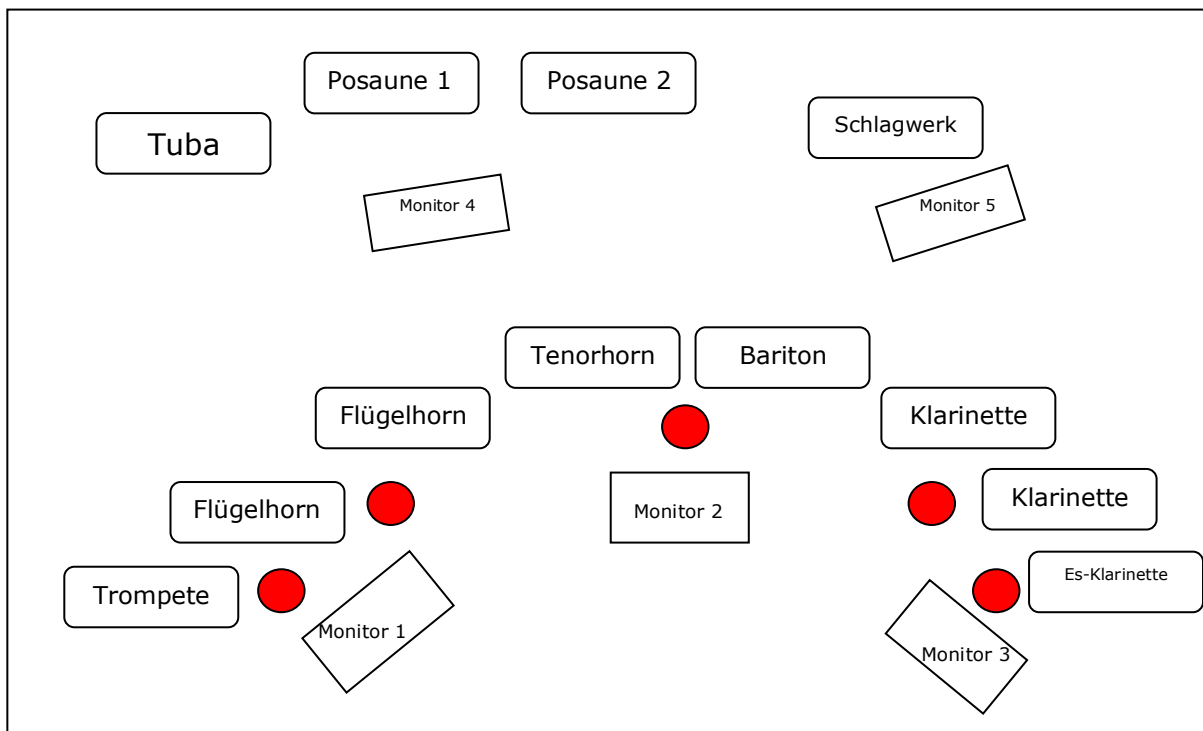 Posaune 1
Posaune 2
Schlagwerk
Tuba
Monitor 4
Monitor 5
Tenorhorn
Bariton
Flügelhorn
Klarinette
Flügelhorn
Monitor 2
Klarinette
Trompete
Es-Klarinette
Monitor 1
Monitor 3